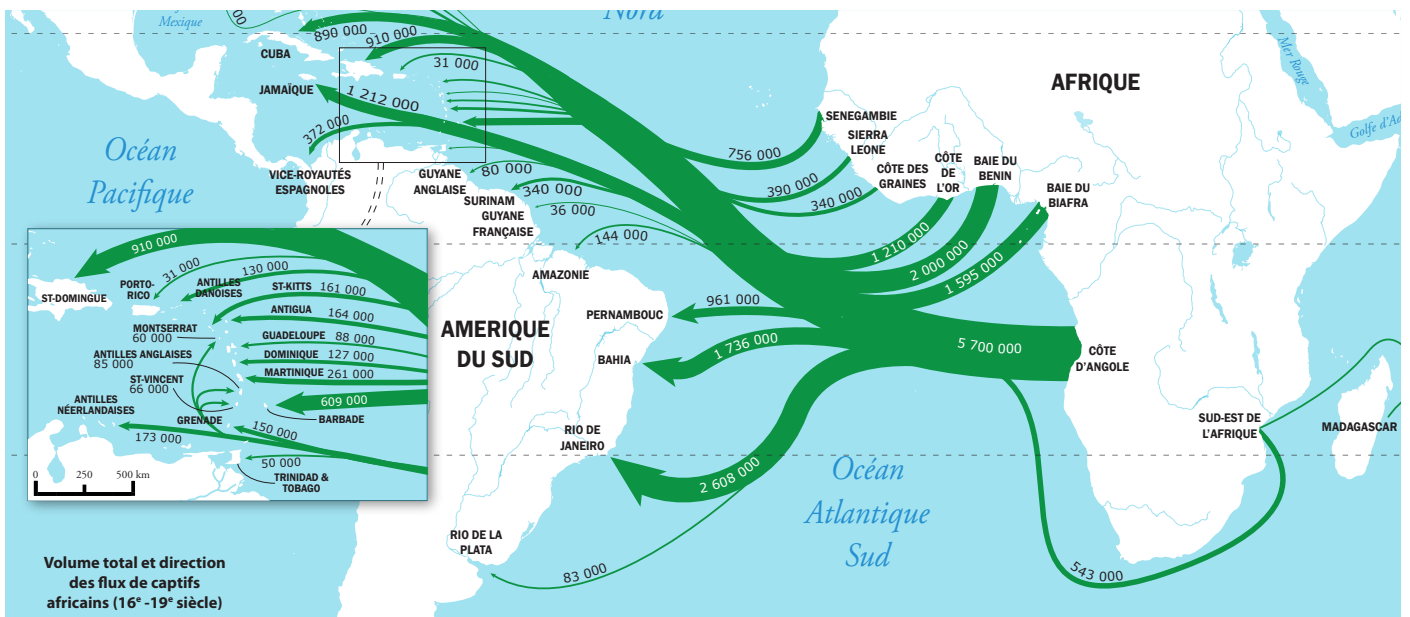 Nord
Mexique
890 000
910 000
CUBA
31 000
JAMAÏQUE
1 212 000
372 000
VICE-ROYAUTÉS
ESPAGNOLES
GUYANE
ANGLAISE
80 000
SURINAM
340 000
GUYANE
FRANÇAISE
36 000
144 000
AMAZONIE
Océan
Pacifique
AFRIQUE
Mer Rouge
Golfe d'Ad
SENEGAMBIE
SIERRA
LEONE
CÔTE DES
GRAINES
CÔTE
DE
L'OR
BAIE DU
BENIN
BAIE DU
BIAFRA
756 000
390 000
340 000
1 210 000
2 000 000
1 595 000
961 000
PERNAMBOUC
AMERIQUE
DU SUD
BAHIA
1 736 000
5 700 000
CÔTE
D'ANGOLE
SUD-EST DE
L'AFRIQUE
MADAGASCAR
RIO DE
JANEIRO
2 608 000
Océan
Atlantique
Sud
RIO DE LA
PLATA
83 000
543 000
910 000
31 000
130 000
ST-DOMINGUE
PORTO-
RICO
ANTILLES
DANOISES
ST-KITTS 161 000
ANTIGUA 164 000
MONTSERRAT
60 000
GUADELOUPE 88 000
ANTILLES ANGLAISES
85 000
DOMINIQUE 127 000
MARTINIQUE 261 000
ST-VINCENT
66 000
609 000
ANTILLES
NÉERLANDAISES
GRENADE
BARBADE
173 000
150 000
50 000
TRINIDAD &
TOBAGO
0 250 500 km
Volume total et direction
des flux de captifs
africains (16e -19e siècle)